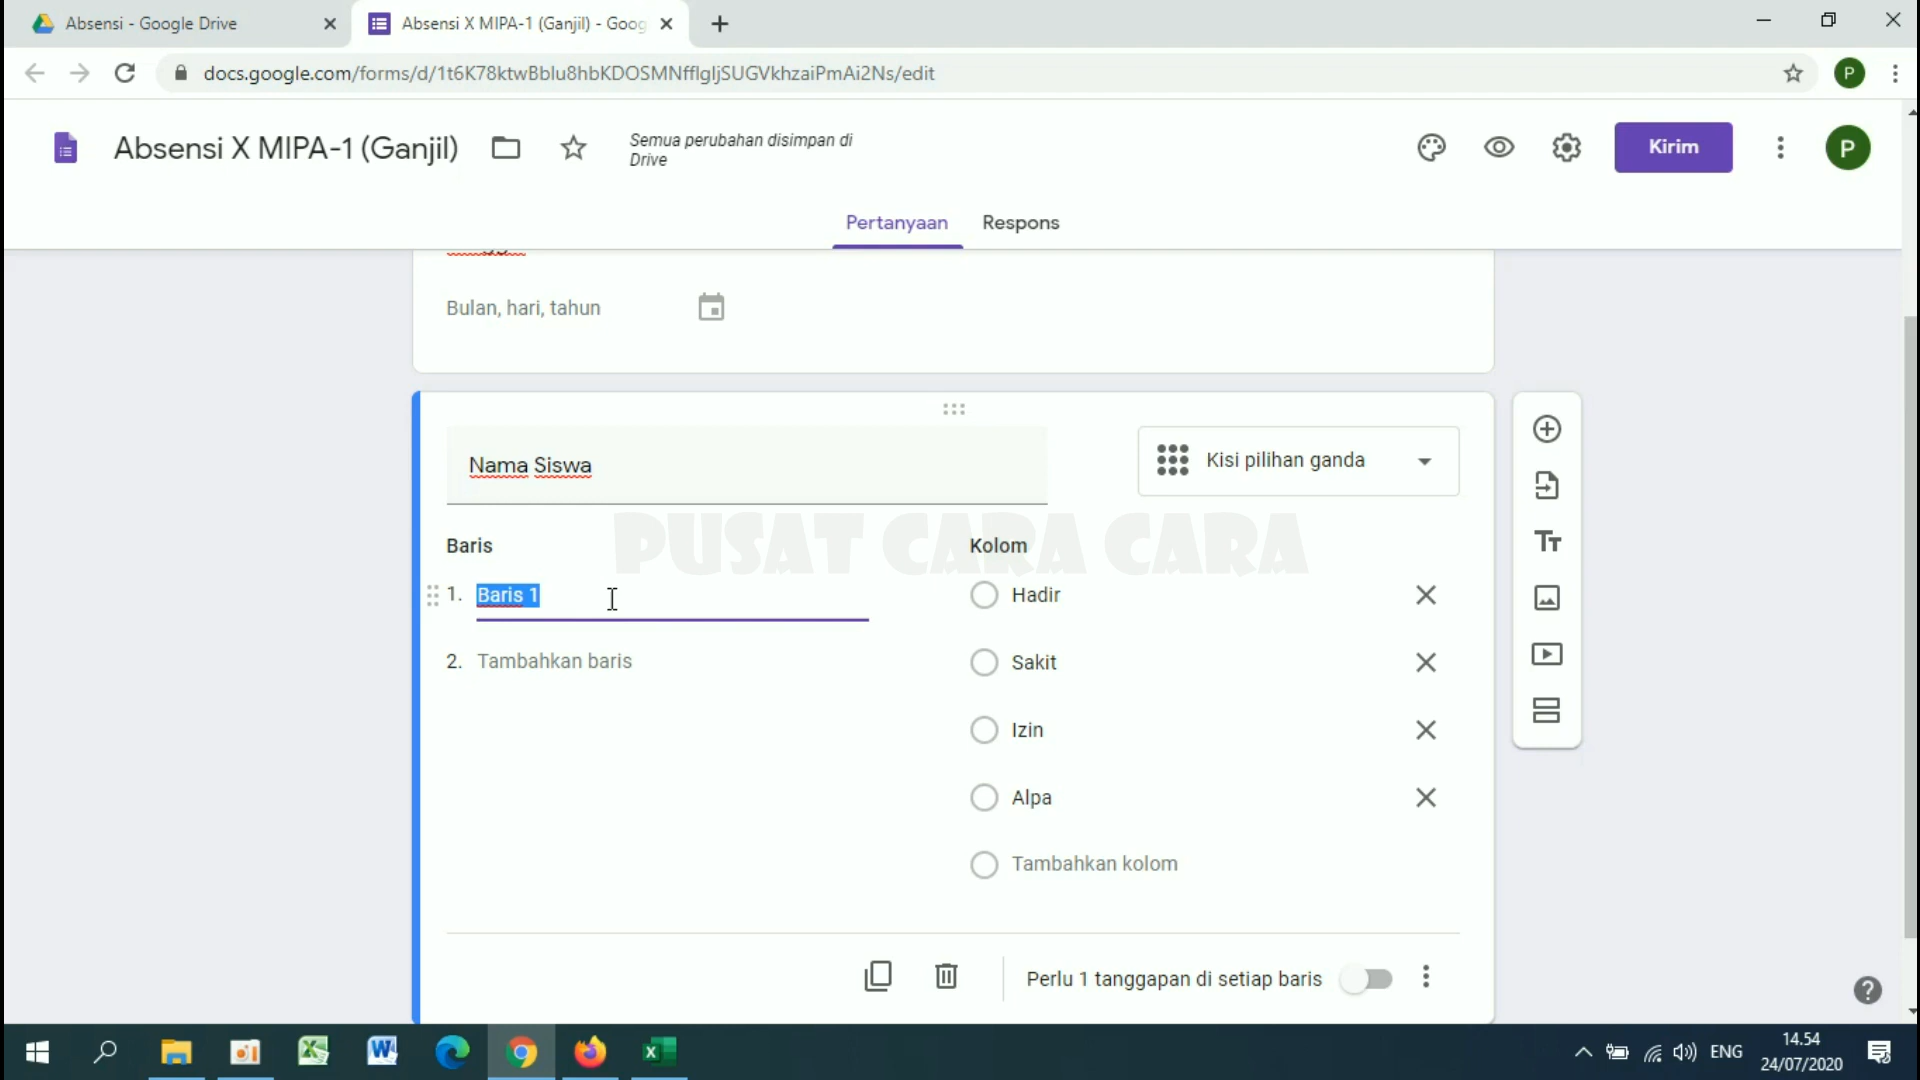 Absensi - Google Drive
Absensi X MIPA-1 (Ganjil) - Goog
docs.google.com/forms/d/1t6K78ktwBblu8hbKDOSMNfflgIjSUGVkhzaiPmAi2Ns/edit
P
Absensi X MIPA-1 (Ganjil)
Semua perubahan disimpan di
Drive
Kirim
P
Pertanyaan
Respons
Bulan, hari, tahun
Nama Siswa
Kisi pilihan ganda
PUSAT CARA CARA
Baris
Kolom
1. Baris 1
Hadir
2. Tambahkan baris
Sakit
Izin
Alpa
Tambahkan kolom
Perlu 1 tanggapan di setiap baris
ENG
14.54
24/07/2020